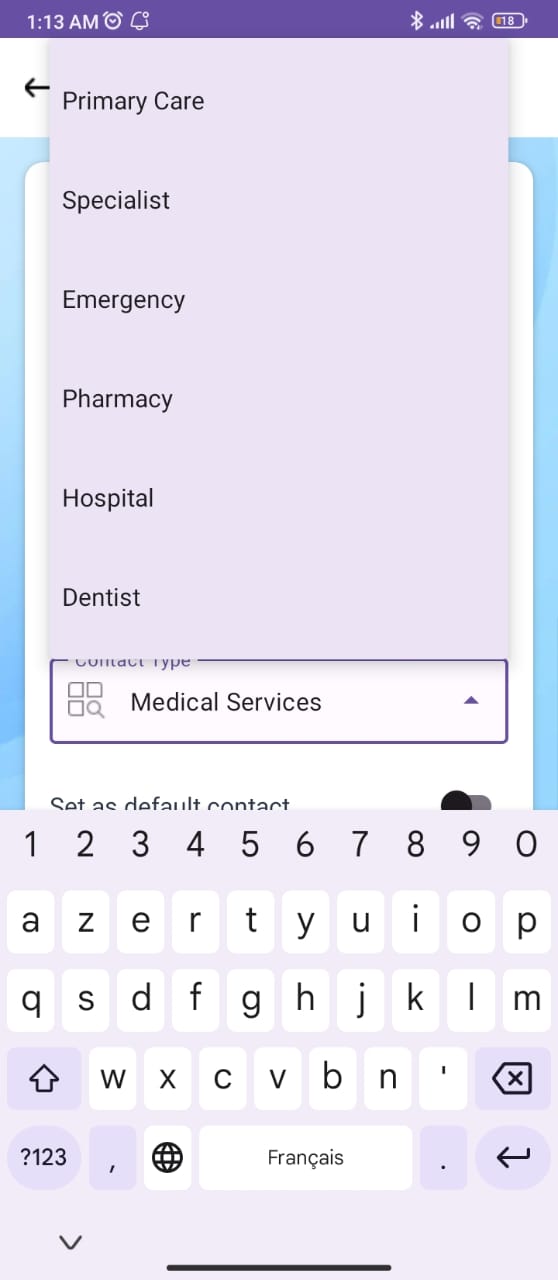 1:13 AM
18
Primary Care
Specialist
Emergency
Pharmacy
Hospital
Dentist
Contact Type
Medical Services
Set as default contact
1 2 3 4 5 6 7 8 9 0
a z e r t y u i o p
q s d f g h j k l m
w x c v b n '
?123 , Français .